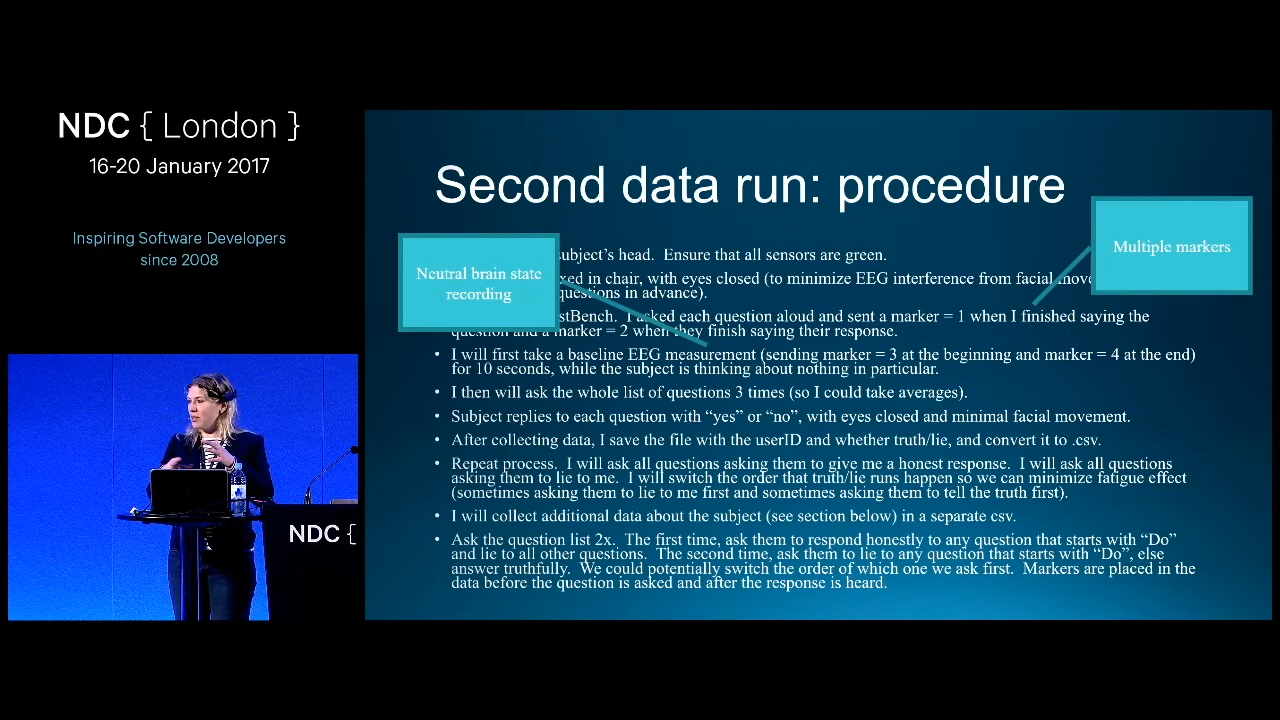 NDC { London }
16-20 January 2017
Inspiring Software Developers
since 2008
NDC {
Second data run: procedure
Neutral brain state
recording
Multiple markers
subject's head. Ensure that all sensors are green.
xed in chair, with eyes closed (to minimize EEG interference from facial move
questions in advance).
stBench. I asked each question aloud and sent a marker = 1 when I finished saying the
question and a marker = 2 when they finish saying their response.
• I will first take a baseline EEG measurement (sending marker = 3 at the beginning and marker = 4 at the end)
for 10 seconds, while the subject is thinking about nothing in particular.
• I then will ask the whole list of questions 3 times (so I could take averages).
• Subject replies to each question with “yes” or “no”, with eyes closed and minimal facial movement.
• After collecting data, I save the file with the userID and whether truth/lie, and convert it to .csv.
• Repeat process. I will ask all questions asking them to give me a honest response. I will ask all questions
asking them to lie to me. I will switch the order that truth/lie runs happen so we can minimize fatigue effect
(sometimes asking them to lie to me first and sometimes asking them to tell the truth first).
• I will collect additional data about the subject (see section below) in a separate csv.
• Ask the question list 2x. The first time, ask them to respond honestly to any question that starts with “Do”
and lie to all other questions. The second time, ask them to lie to any question that starts with “Do”, else
answer truthfully. We could potentially switch the order of which one we ask first. Markers are placed in the
data before the question is asked and after the response is heard.